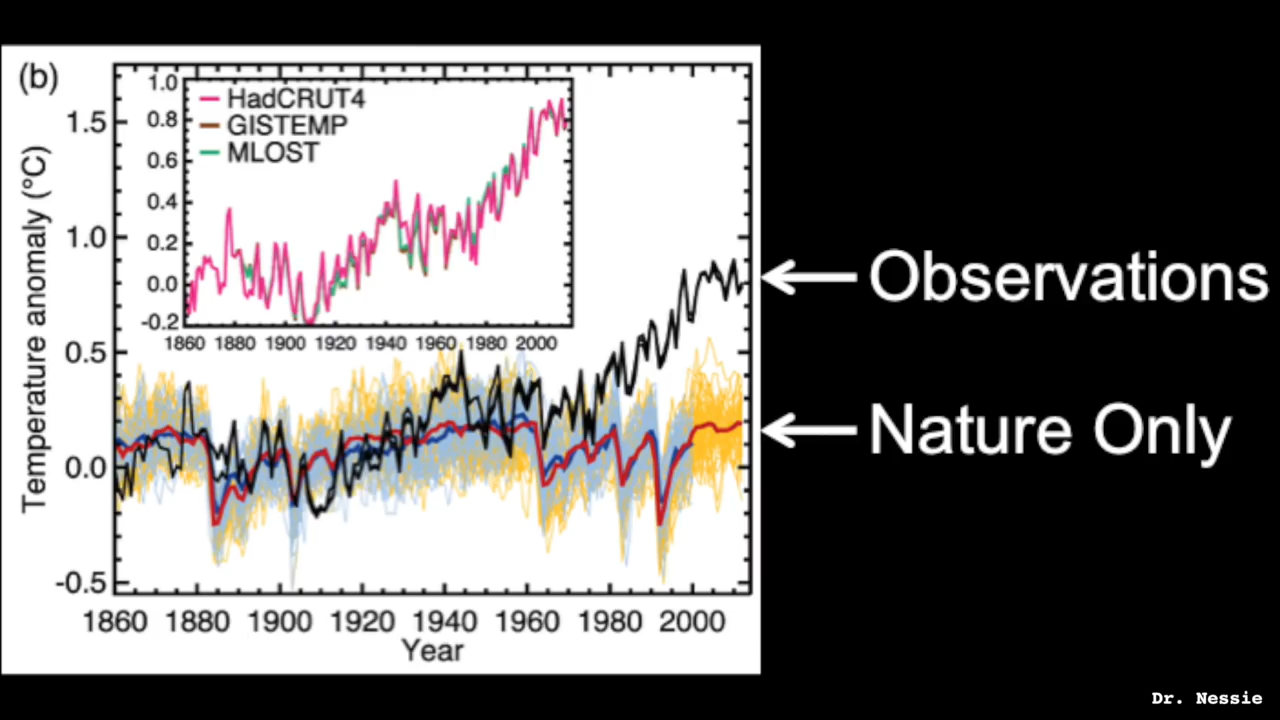 (b)
Temperature anomaly (°C)
1.5
1.0
0.5
0.0
-0.5
1860 1880 1900 1920 1940 1960 1980 2000
Year
HadCRUT4
GISTEMP
MLOST
1.0
0.8
0.6
0.4
0.2
0.0
-0.2
1860 1880 1900 1920 1940 1960 1980 2000
Observations
Nature Only
Dr. Nessie